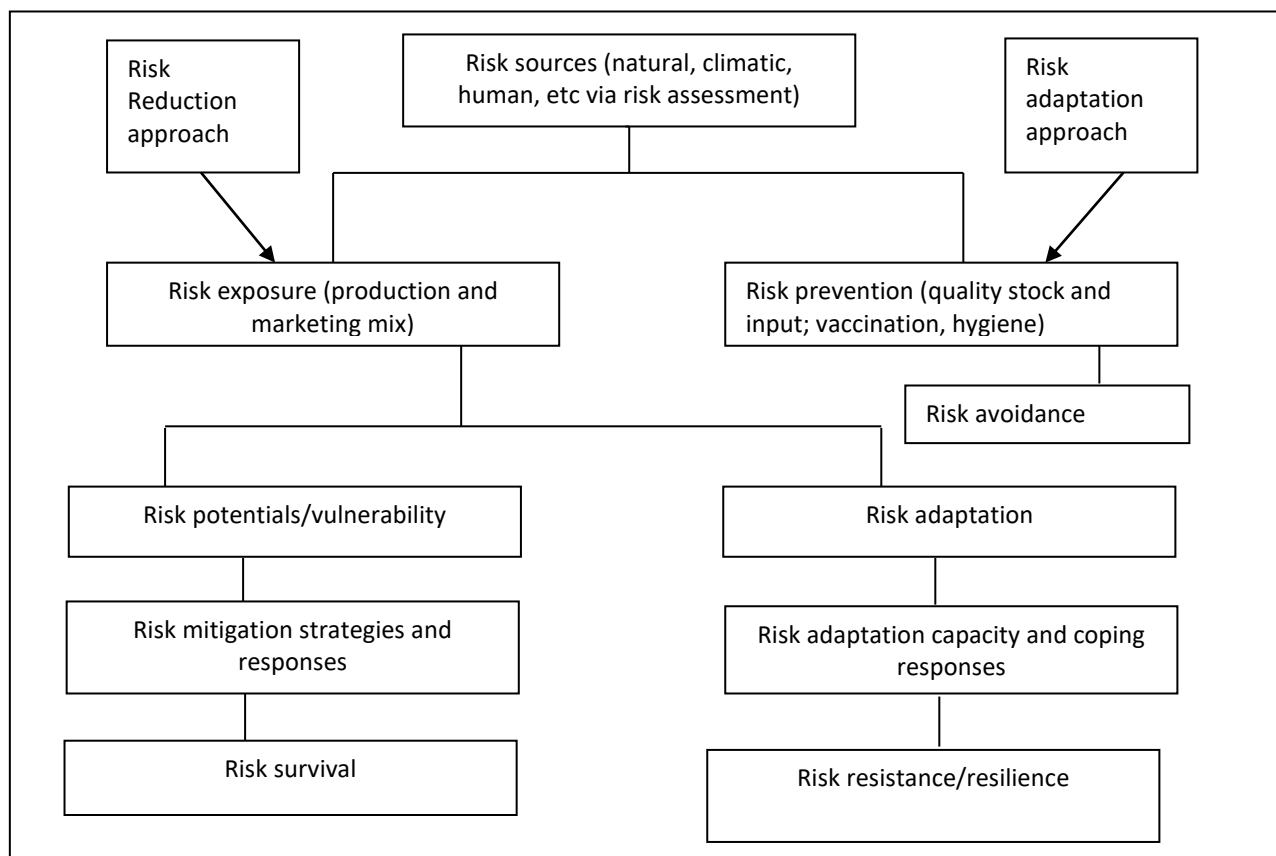 Risk
Reduction
approach
Risk sources (natural, climatic,
human, etc via risk assessment)
Risk
adaptation
approach
Risk exposure (production and
marketing mix)
Risk prevention (quality stock and
input; vaccination, hygiene)
Risk avoidance
Risk potentials/vulnerability
Risk adaptation
Risk mitigation strategies and
responses
Risk adaptation capacity and coping
responses
Risk survival
Risk resistance/resilience